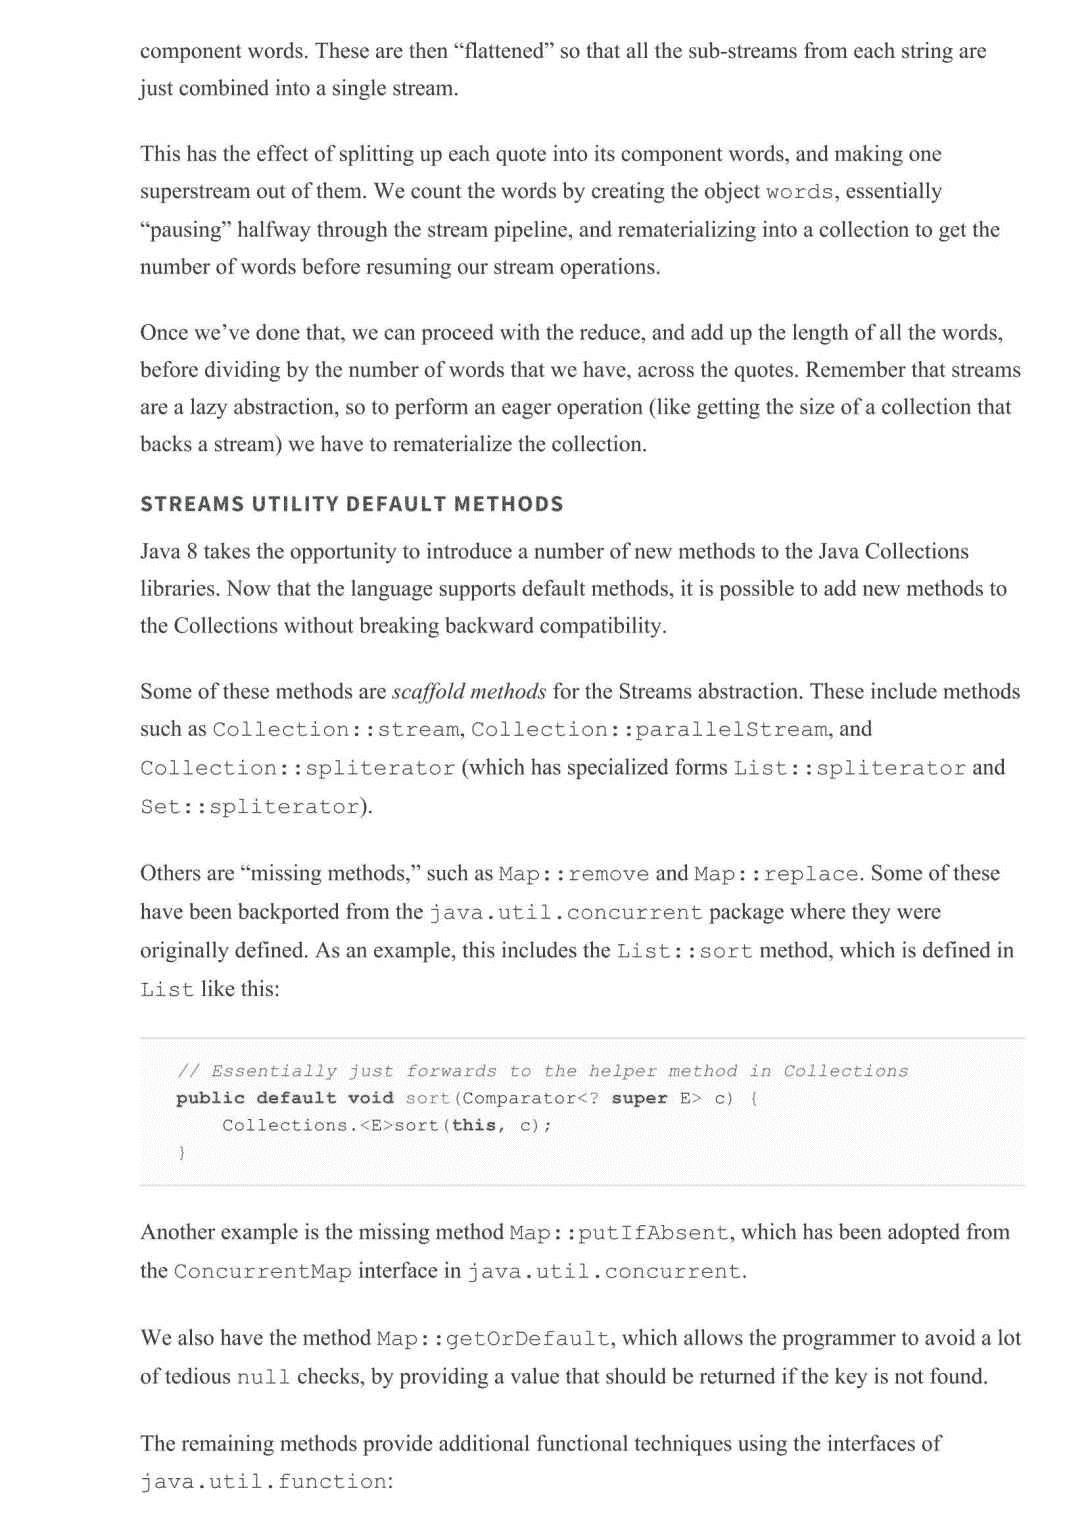 component words. These are then “flattened” so that all the sub-streams from each string are
just combined into a single stream.
This has the effect of splitting up each quote into its component words, and making one
superstream out of them. We count the words by creating the object words, essentially
“pausing” halfway through the stream pipeline, and rematerializing into a collection to get the
number of words before resuming our stream operations.
Once we’ve done that, we can proceed with the reduce, and add up the length of all the words,
before dividing by the number of words that we have, across the quotes. Remember that streams
are a lazy abstraction, so to perform an eager operation (like getting the size of a collection that
backs a stream) we have to rematerialize the collection.
STREAMS UTILITY DEFAULT METHODS
Java 8 takes the opportunity to introduce a number of new methods to the Java Collections
libraries. Now that the language supports default methods, it is possible to add new methods to
the Collections without breaking backward compatibility.
Some of these methods are scaffold methods for the Streams abstraction. These include methods
such as Collection::stream, Collection::parallelStream, and
Collection::spliterator (which has specialized forms List::spliterator and
Set::spliterator).
Others are “missing methods,” such as Map::remove and Map::replace. Some of these
have been backported from the java.util.concurrent package where they were
originally defined. As an example, this includes the List::sort method, which is defined in
List like this:
// Essentially just forwards to the helper method in Collections
public default void sort(Comparator<? super E> c) {
    Collections.<E>sort(this, c);
}
Another example is the missing method Map::putIfAbsent, which has been adopted from
the ConcurrentMap interface in java.util.concurrent.
We also have the method Map::getOrDefault, which allows the programmer to avoid a lot
of tedious null checks, by providing a value that should be returned if the key is not found.
The remaining methods provide additional functional techniques using the interfaces of
java.util.function: